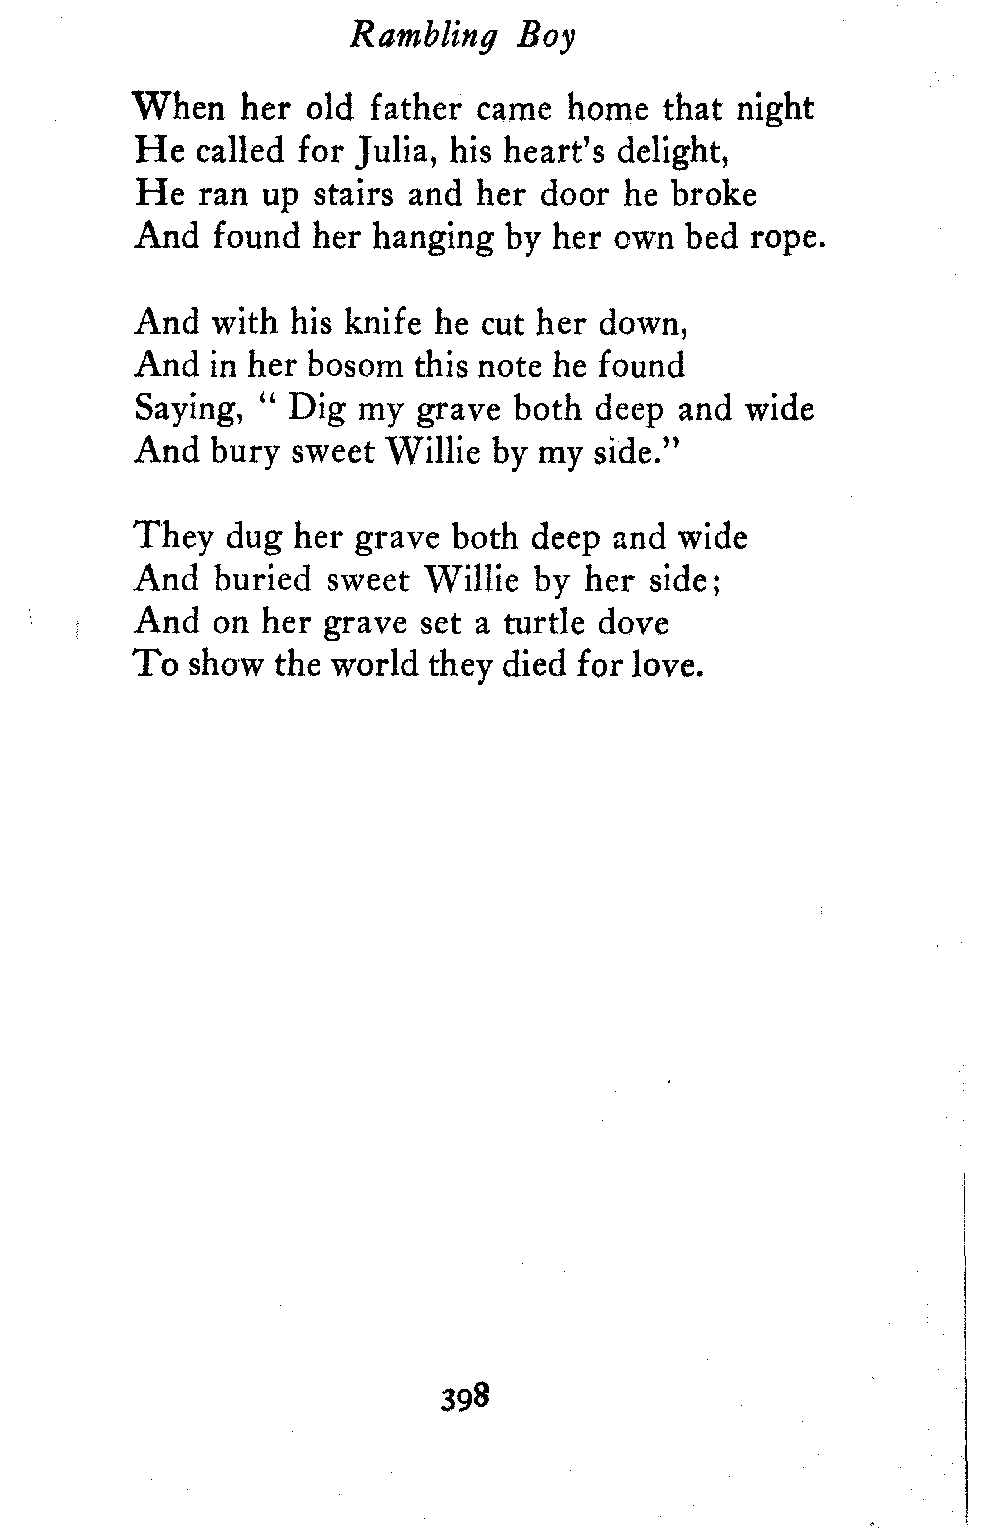 Rambling Boy
When her old father came home that night
He called for Julia, his heart's delight,
He ran up stairs and her door he broke
And found her hanging by her own bed rope.
And with his knife he cut her down,
And in her bosom this note he found
Saying, “ Dig my grave both deep and wide
And bury sweet Willie by my side.”
They dug her grave both deep and wide
And buried sweet Willie by her side;
And on her grave set a turtle dove
To show the world they died for love.
398